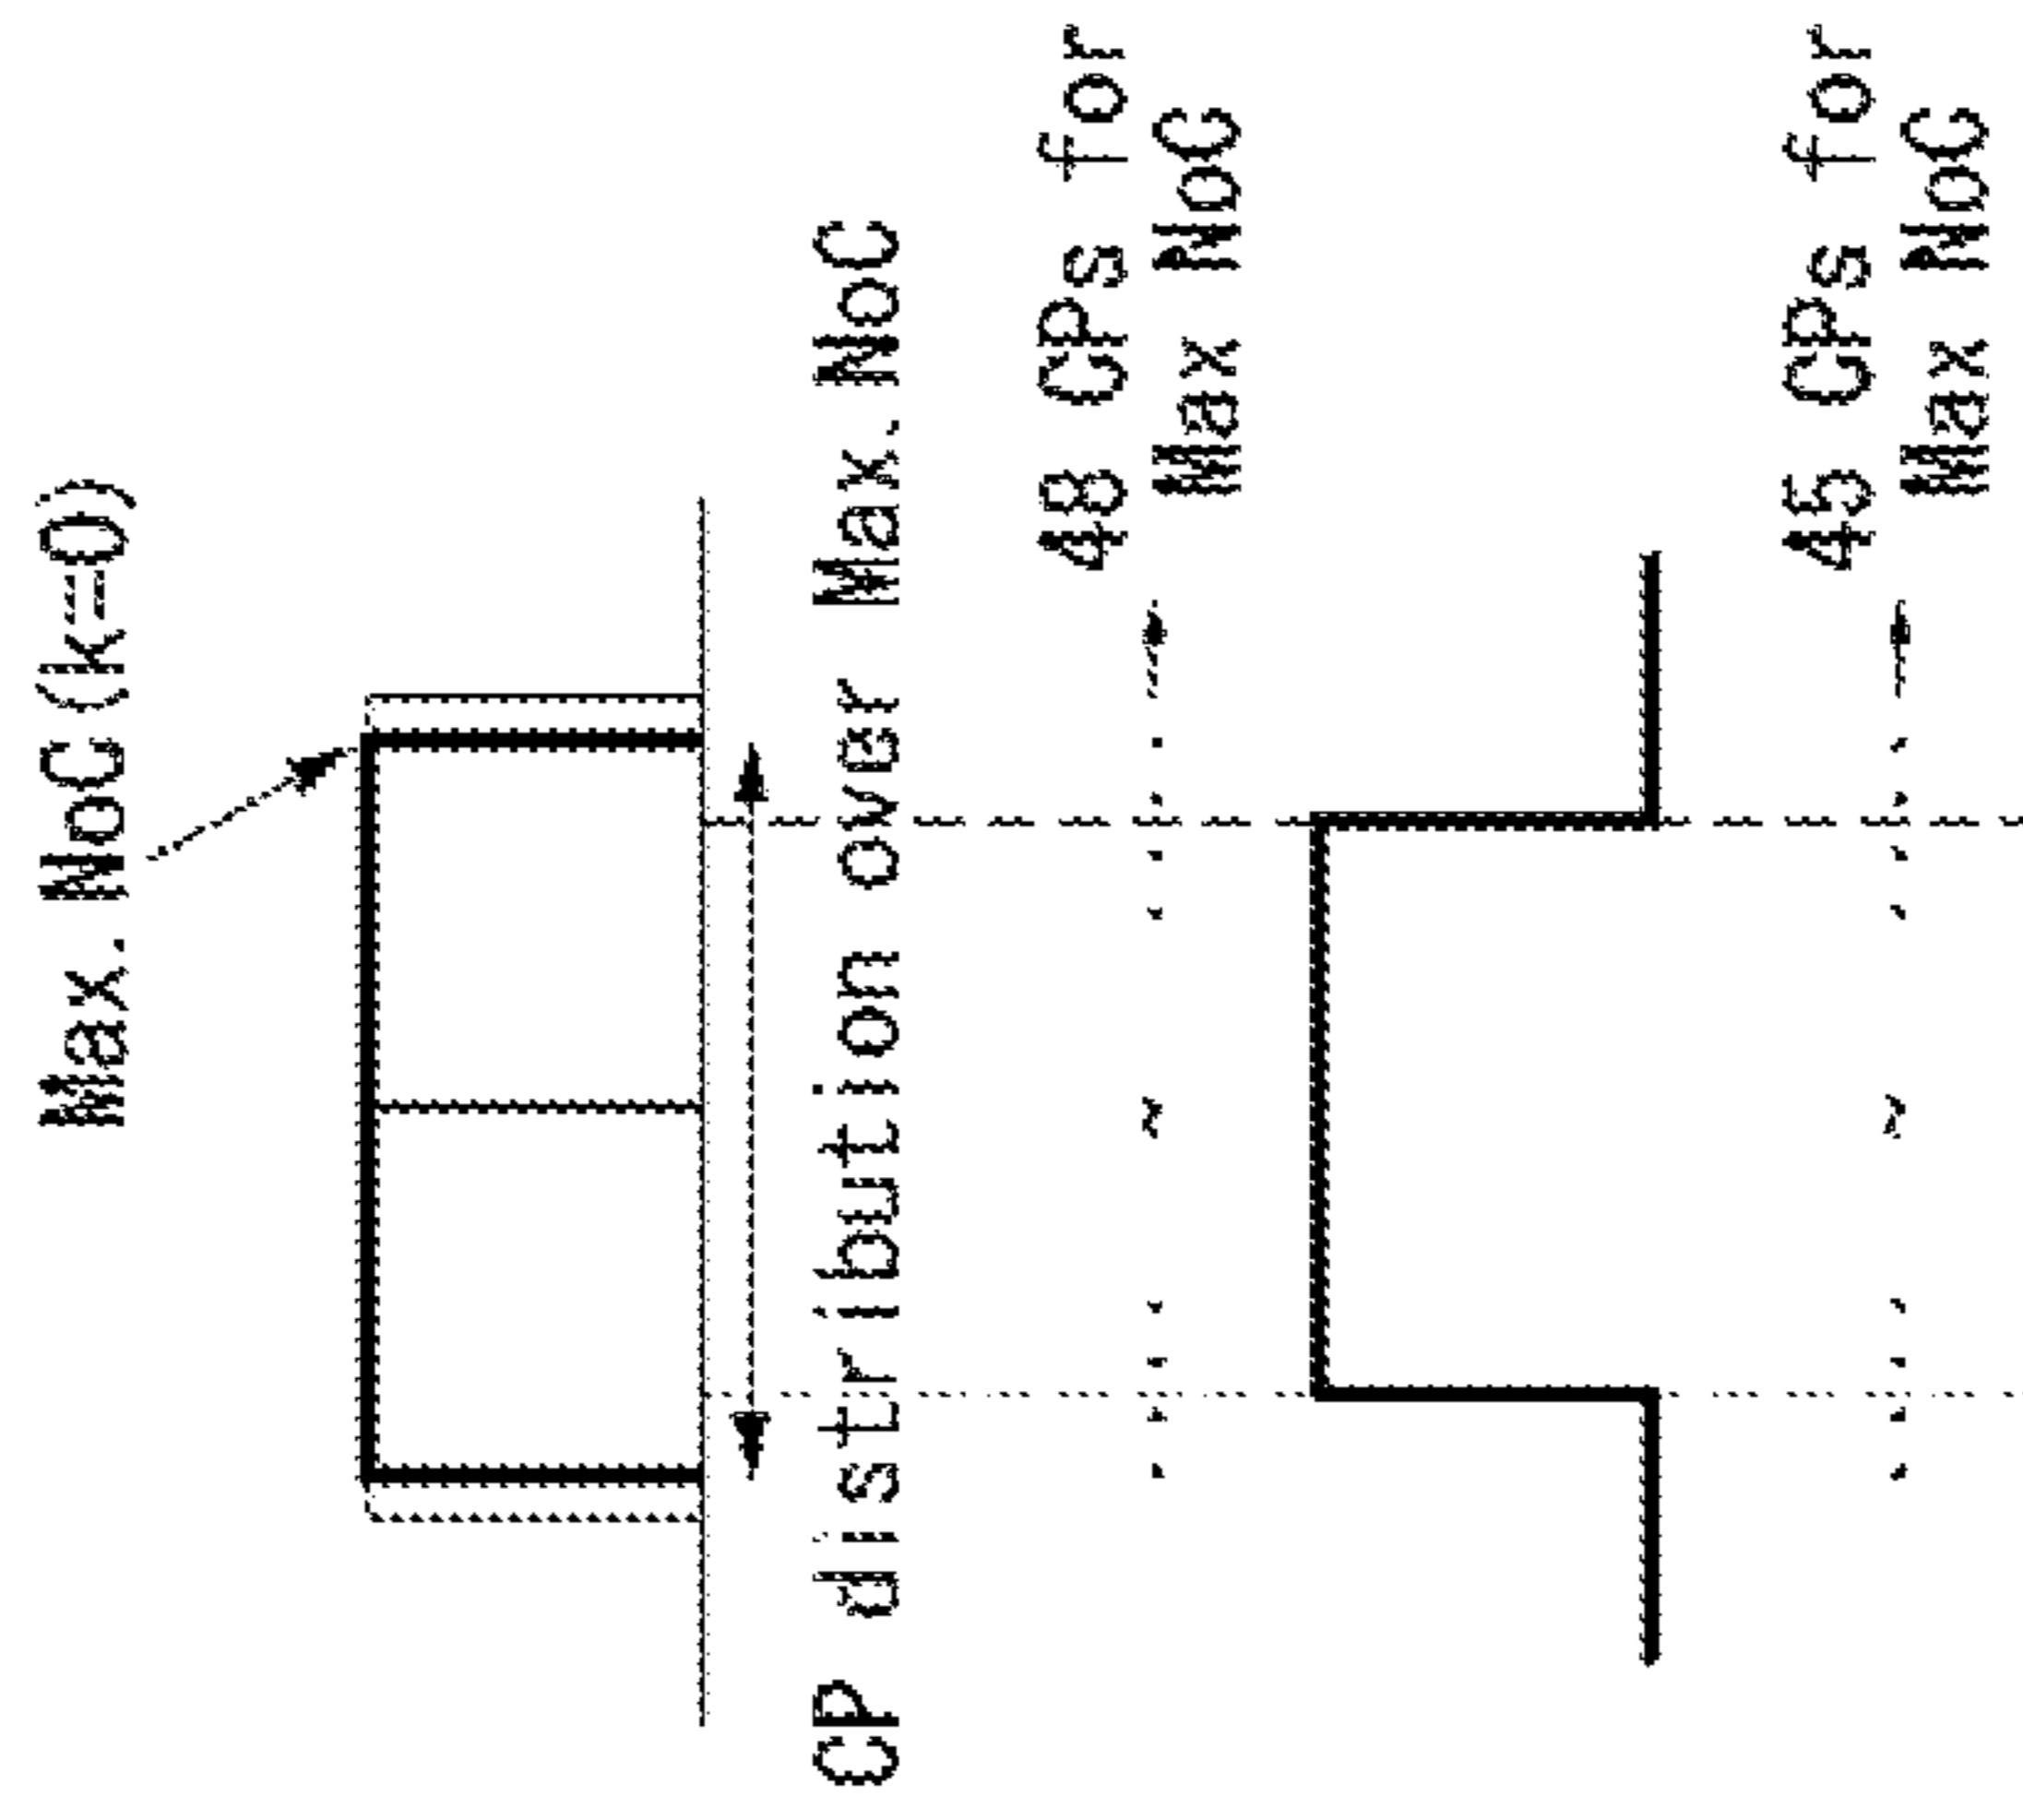 Max. NoC(k=0)
CP distribution over Max. NoC
48 CPs for
Max NoC
45 CPs for
Max NoC